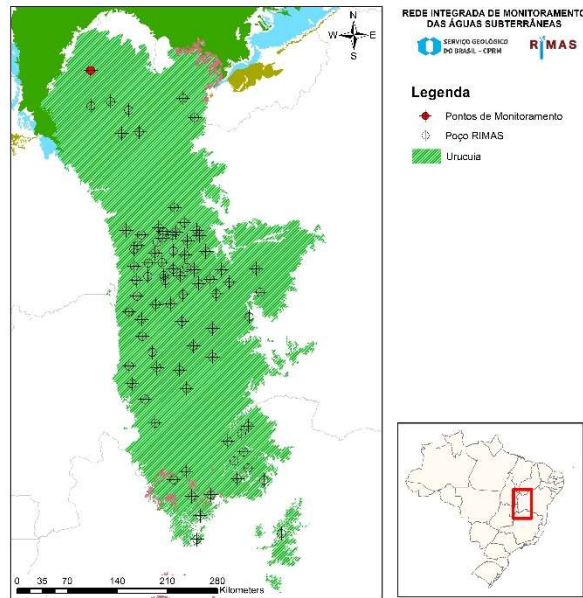 REDE INTEGRADA DE MONITORAMENTO
DAS ÁGUAS SUBTERRÂNEAS
SERVIÇO GEOLÓGICO
DO BRASIL – CPRM
RIMAS
N
W E
S
Legenda
Pontos de Monitoramento
Poço RIMAS
Urucuia
0 35 70 140 210 280
Kilometers